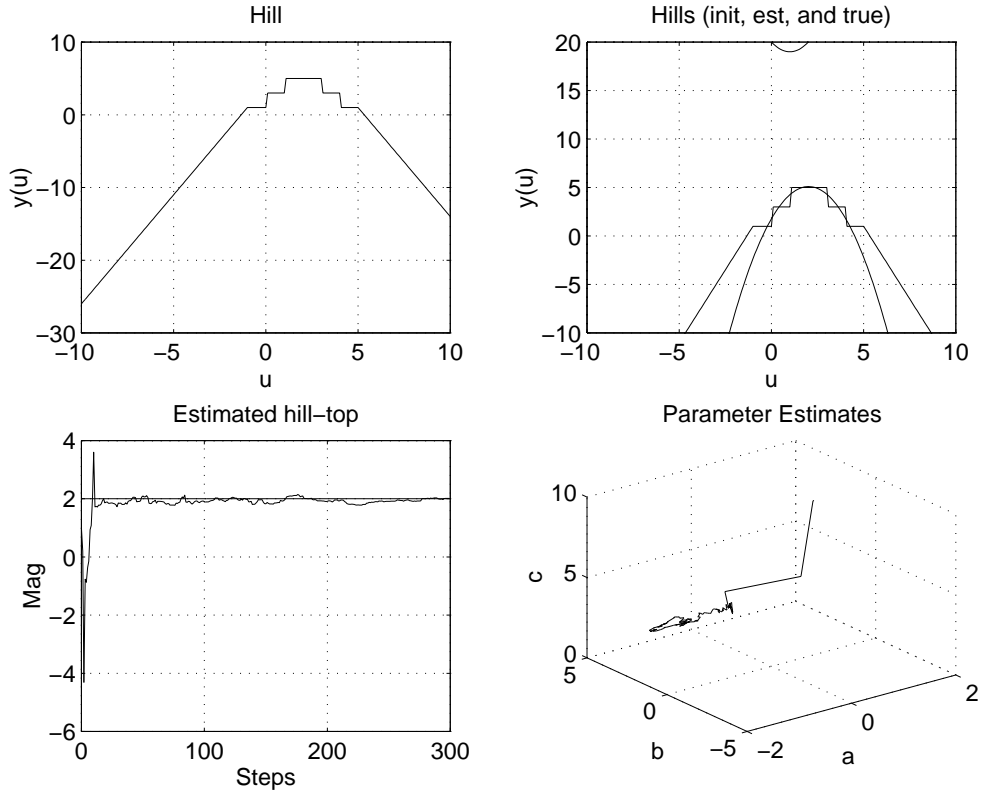 Hill
10
0
−10
−20
−30
y(u)
−10 −5 0 5 10
u
Hills (init, est, and true)
20
15
10
5
0
−5
−10
y(u)
−10 −5 0 5 10
u
Estimated hill−top
4
2
0
−2
−4
−6
Mag
0 100 200 300
Steps
Parameter Estimates
10
5
0
c
5
0
−5
b
−2
0
2
a